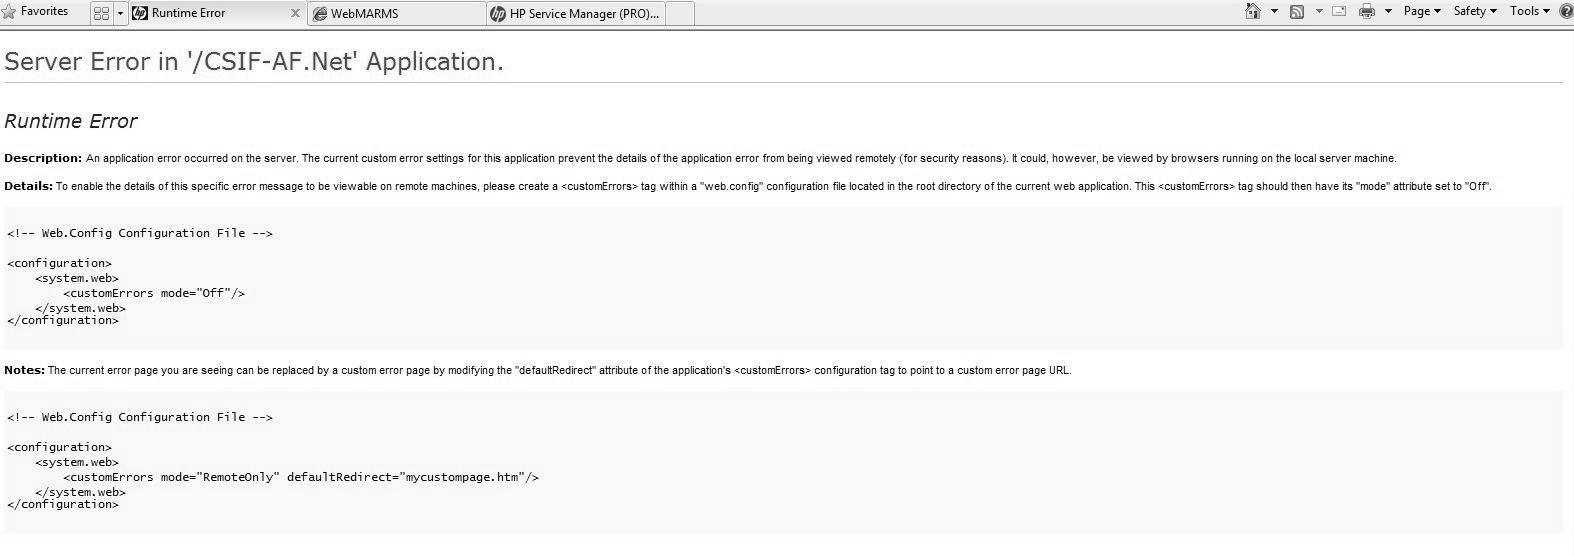 Favorites
Runtime Error
WebMARMS
HP Service Manager (PRO)...
Page
Safety
Tools
Server Error in '/CSIF-AF.Net' Application.
Runtime Error
Description: An application error occurred on the server. The current custom error settings for this application prevent the details of the application error from being viewed remotely (for security reasons). It could, however, be viewed by browsers running on the local server machine.
Details: To enable the details of this specific error message to be viewable on remote machines, please create a <customErrors> tag within a "web.config" configuration file located in the root directory of the current web application. This <customErrors> tag should then have its "mode" attribute set to "Off".
<!-- Web.Config Configuration File -->
<configuration>
    <system.web>
        <customErrors mode="Off"/>
    </system.web>
</configuration>
Notes: The current error page you are seeing can be replaced by a custom error page by modifying the "defaultRedirect" attribute of the application's <customErrors> configuration tag to point to a custom error page URL.
<!-- Web.Config Configuration File -->
<configuration>
    <system.web>
        <customErrors mode="RemoteOnly" defaultRedirect="mycustompage.htm"/>
    </system.web>
</configuration>